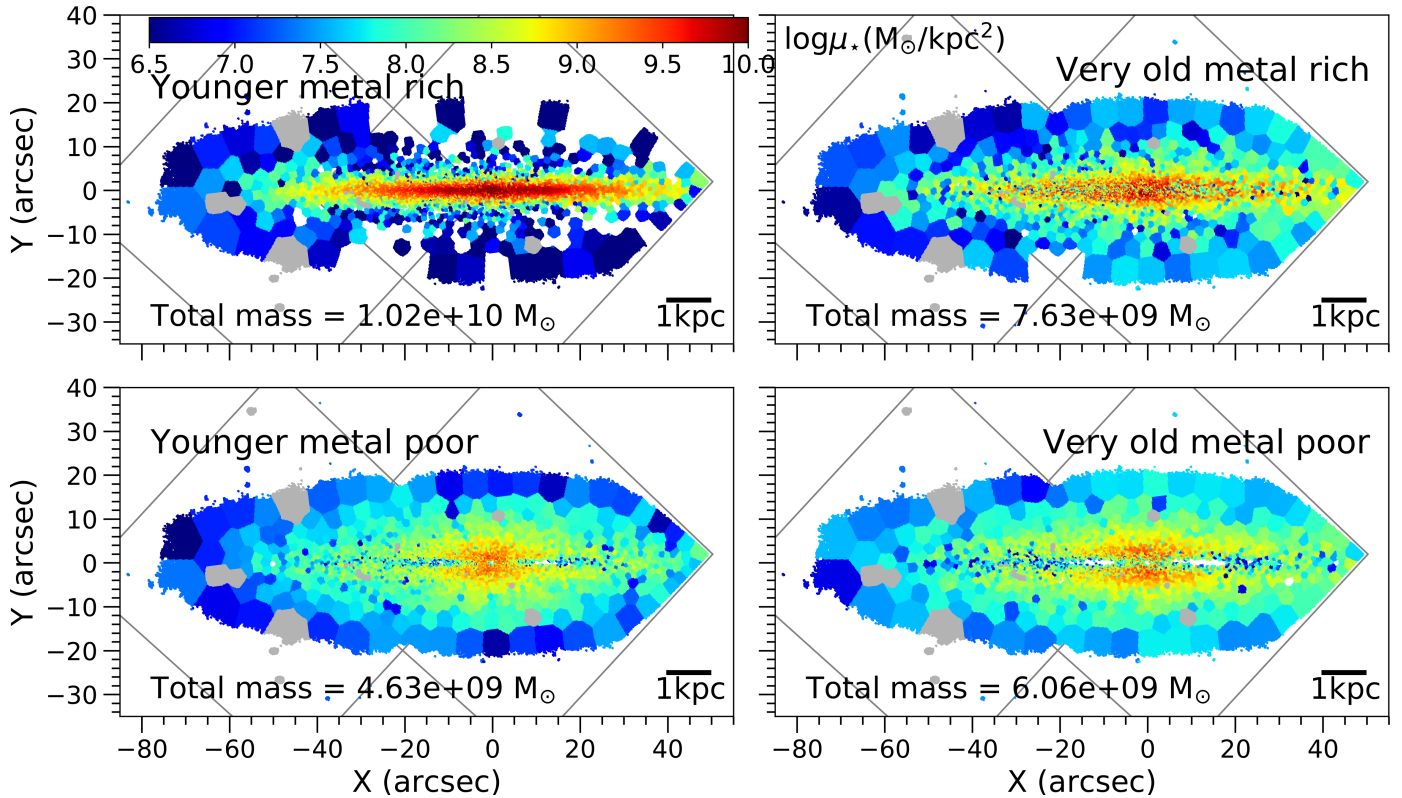 40
30
20
10
0
−10
−20
−30
Y (arcsec)
6.5 7.0 7.5 8.0 8.5 9.0 9.5 10.0
logμ⋆(M⊙/kpc²)
Younger metal rich
Total mass = 1.02e+10 M⊙
1kpc
Very old metal rich
Total mass = 7.63e+09 M⊙
1kpc
40
30
20
10
0
−10
−20
−30
Y (arcsec)
Younger metal poor
Total mass = 4.63e+09 M⊙
1kpc
Very old metal poor
Total mass = 6.06e+09 M⊙
1kpc
−80 −60 −40 −20 0 20 40
X (arcsec)
−80 −60 −40 −20 0 20 40
X (arcsec)